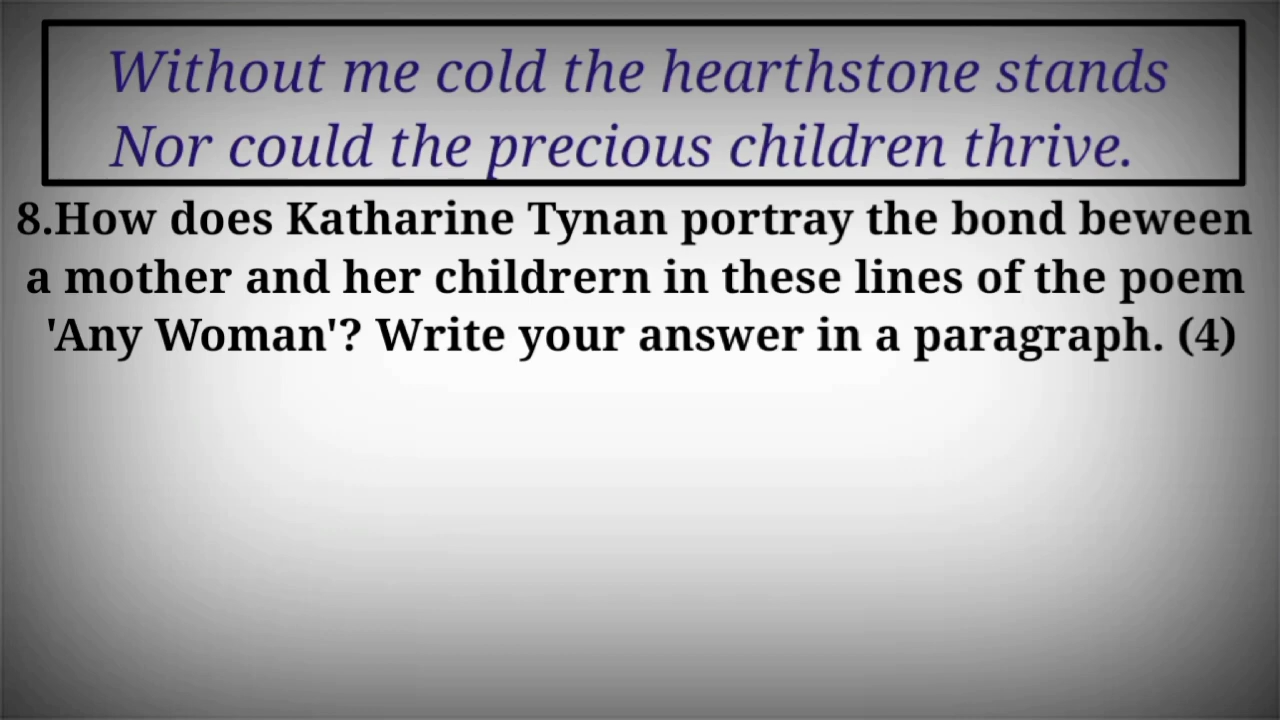 Without me cold the hearthstone stands
Nor could the precious children thrive.
8.How does Katharine Tynan portray the bond beween
a mother and her childrern in these lines of the poem
'Any Woman'? Write your answer in a paragraph. (4)